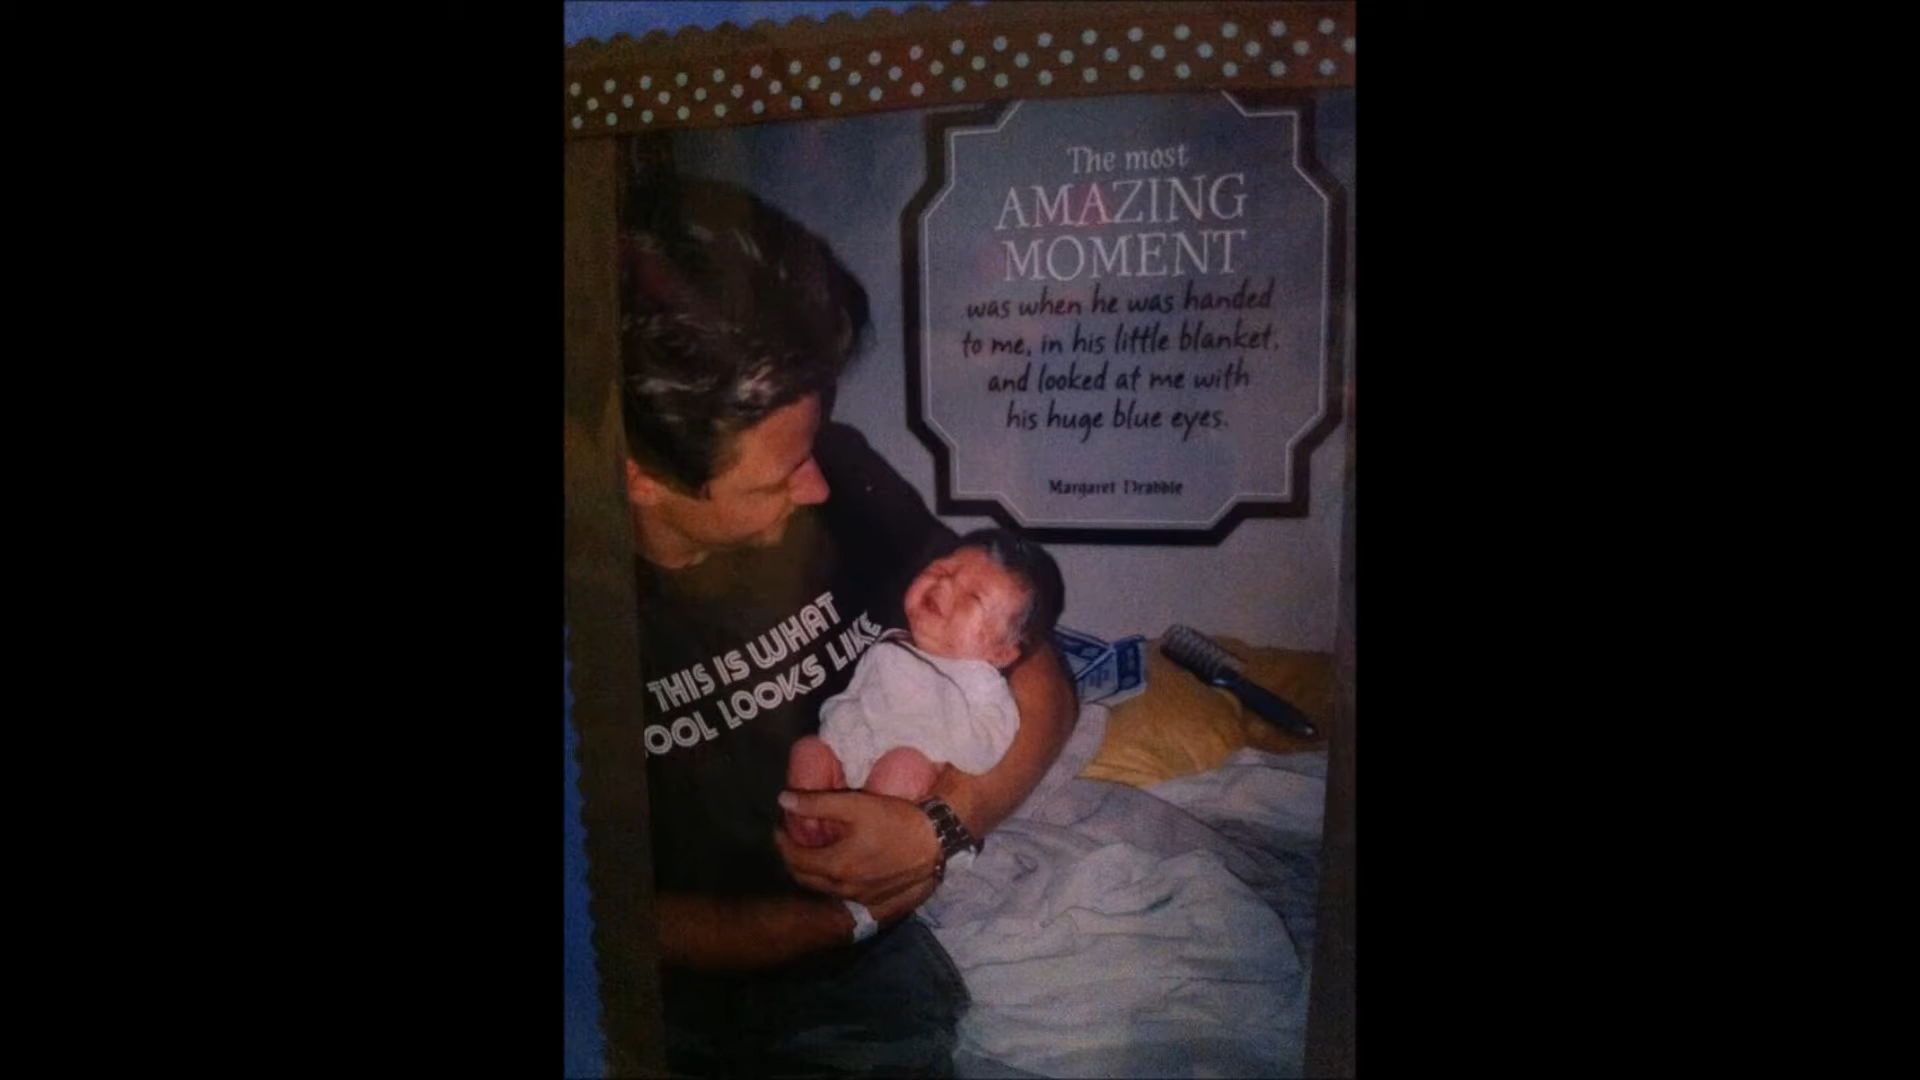 The most
AMAZING
MOMENT
was when he was handed
to me, in his little blanket,
and looked at me with
his huge blue eyes.
Margaret Drabble
THIS IS WHAT
OOL LOOKS LIKE